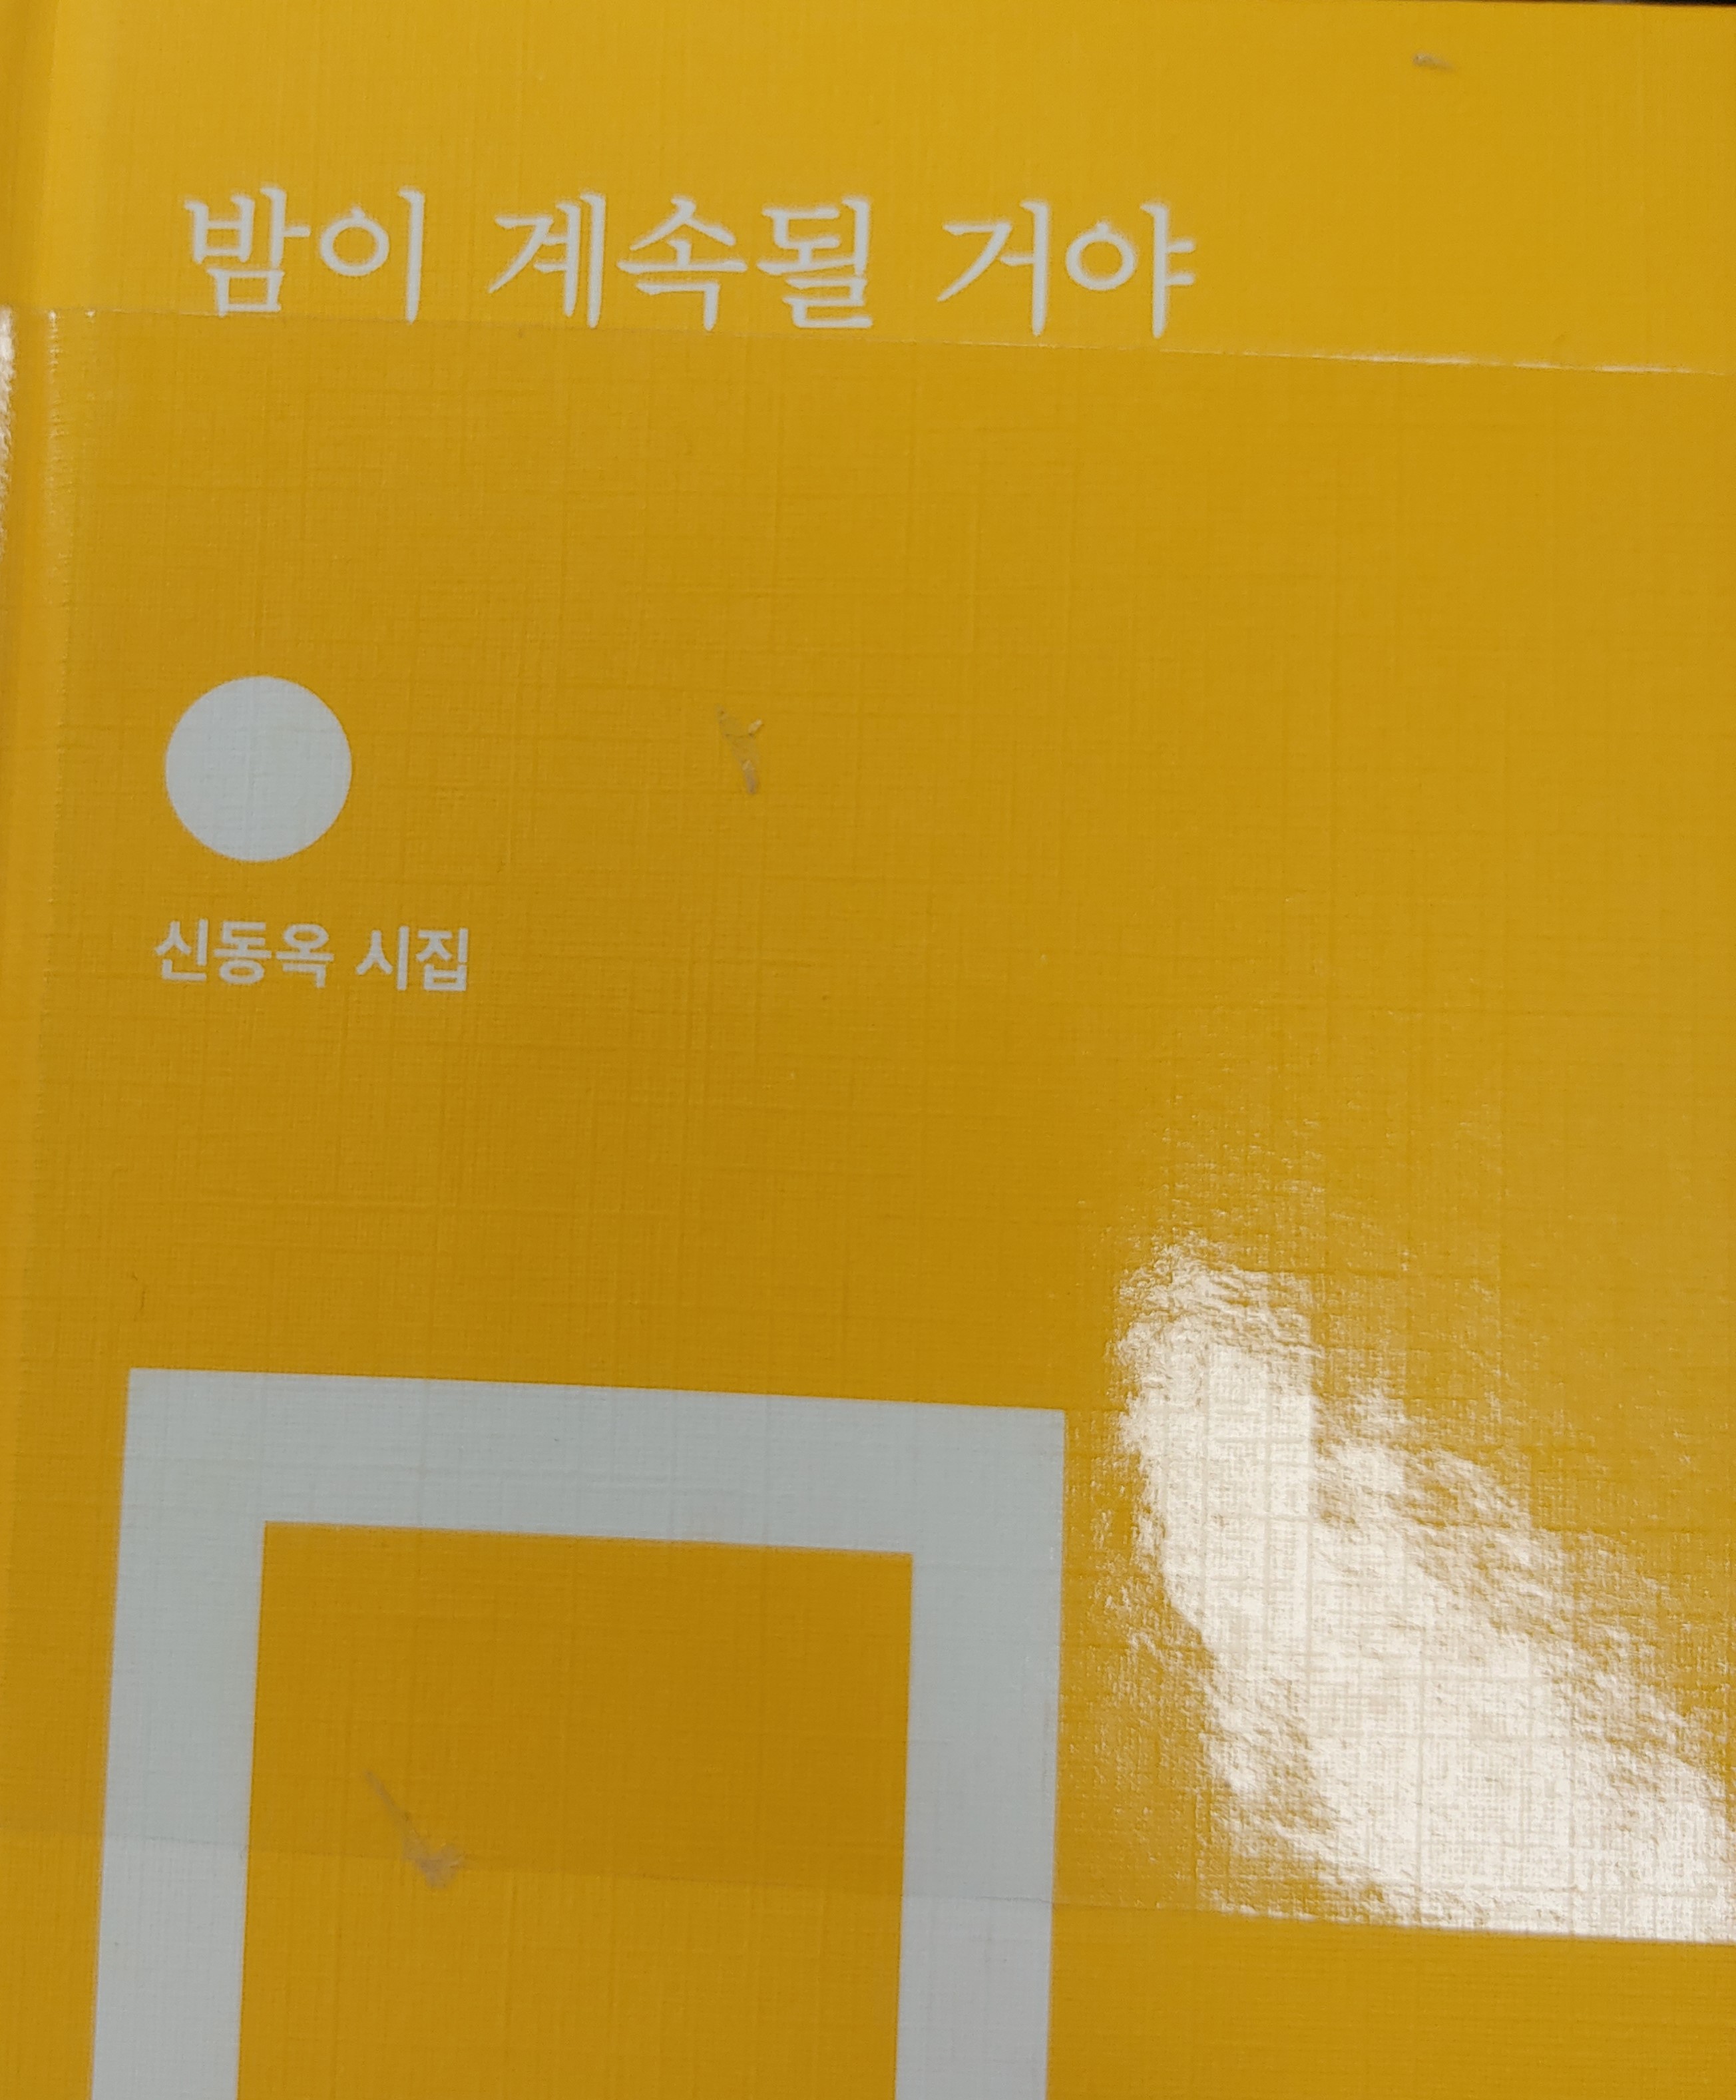 밤이 계속될 거야
신동옥 시집